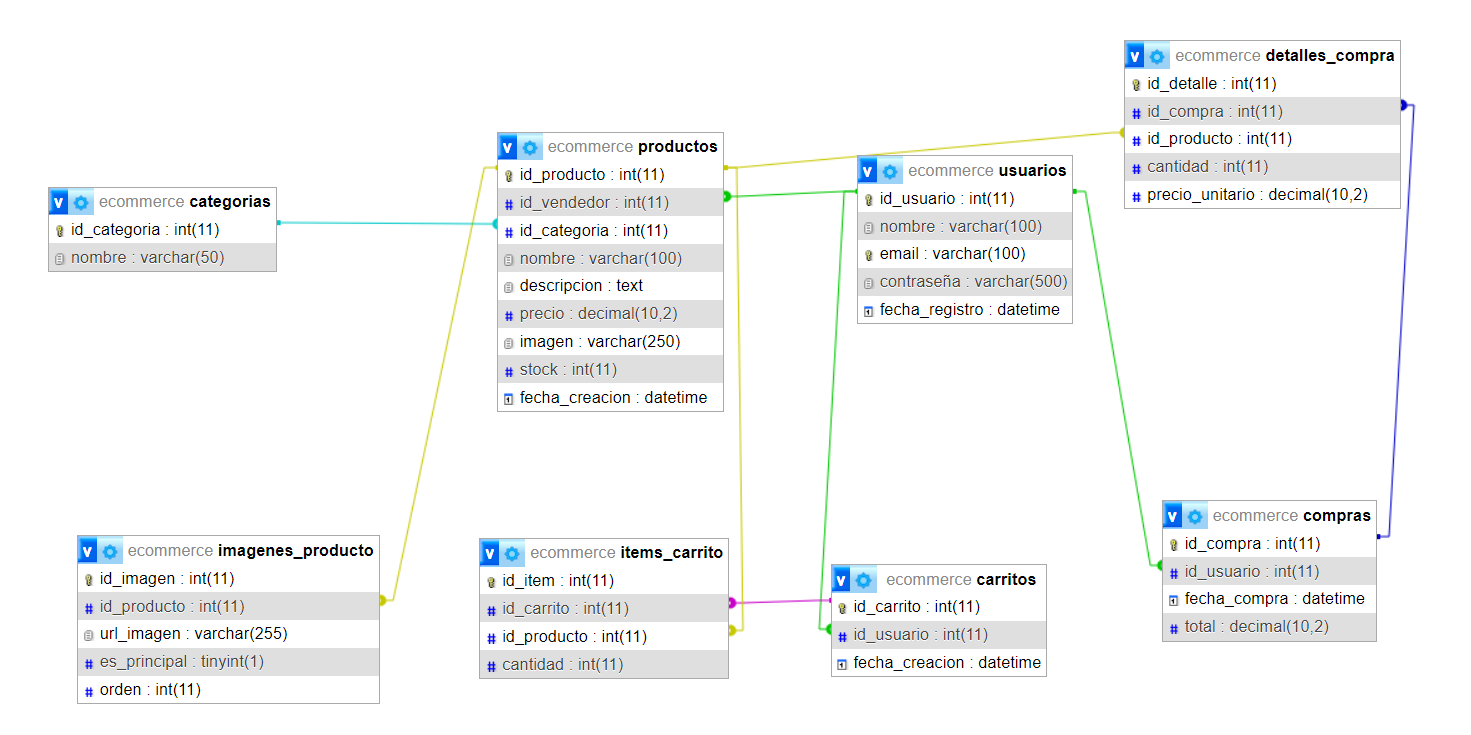 ecommerce categorias
id_categoria : int(11)
nombre : varchar(50)
ecommerce productos
id_producto : int(11)
id_vendedor : int(11)
id_categoria : int(11)
nombre : varchar(100)
descripcion : text
precio : decimal(10,2)
imagen : varchar(250)
stock : int(11)
fecha_creacion : datetime
ecommerce usuarios
id_usuario : int(11)
nombre : varchar(100)
email : varchar(100)
contraseña : varchar(500)
fecha_registro : datetime
ecommerce detalles_compra
id_detalle : int(11)
id_compra : int(11)
id_producto : int(11)
cantidad : int(11)
precio_unitario : decimal(10,2)
ecommerce imagenes_producto
id_imagen : int(11)
id_producto : int(11)
url_imagen : varchar(255)
es_principal : tinyint(1)
orden : int(11)
ecommerce items_carrito
id_item : int(11)
id_carrito : int(11)
id_producto : int(11)
cantidad : int(11)
ecommerce carritos
id_carrito : int(11)
id_usuario : int(11)
fecha_creacion : datetime
ecommerce compras
id_compra : int(11)
id_usuario : int(11)
fecha_compra : datetime
total : decimal(10,2)